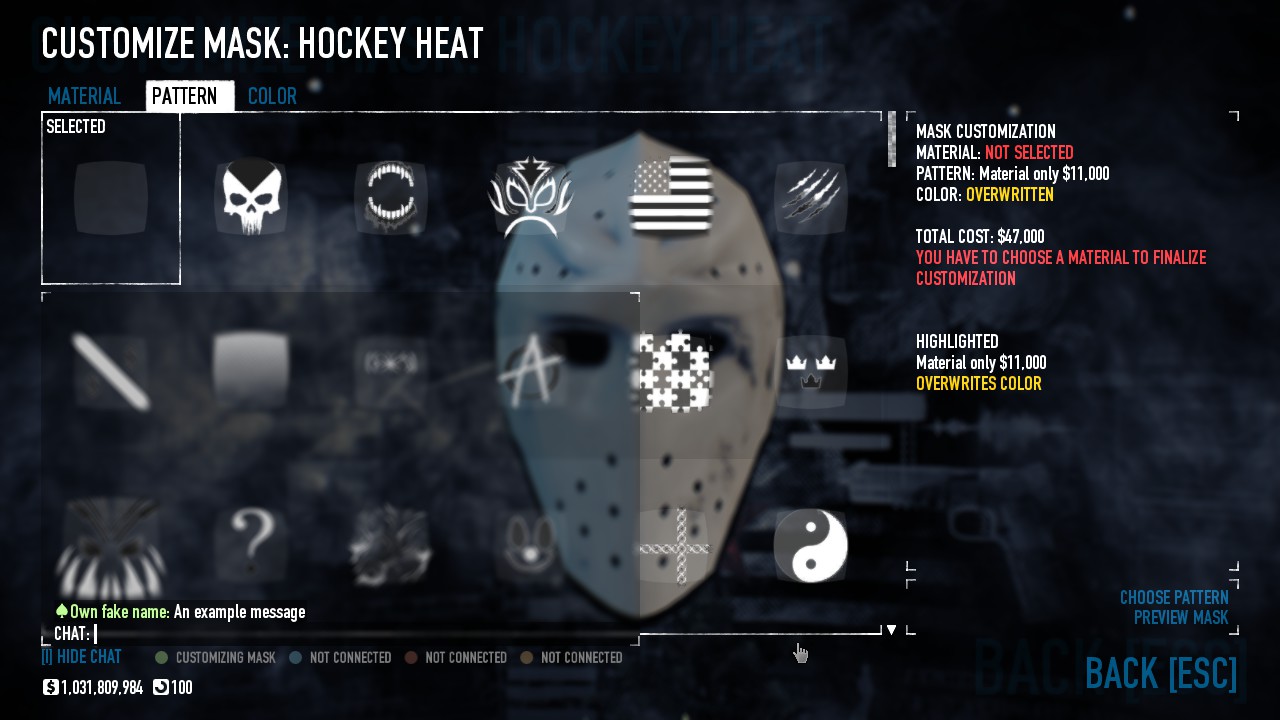 CUSTOMIZE MASK: HOCKEY HEAT
MATERIAL PATTERN COLOR
SELECTED
MASK CUSTOMIZATION
MATERIAL: NOT SELECTED
PATTERN: Material only $11,000
COLOR: OVERWRITTEN
TOTAL COST: $47,000
YOU HAVE TO CHOOSE A MATERIAL TO FINALIZE
CUSTOMIZATION
HIGHLIGHTED
Material only $11,000
OVERWRITES COLOR
Own fake name: An example message
CHAT:
[I] HIDE CHAT CUSTOMIZING MASK NOT CONNECTED NOT CONNECTED NOT CONNECTED
$1,031,809,984 100
CHOOSE PATTERN
PREVIEW MASK
BACK [ESC]